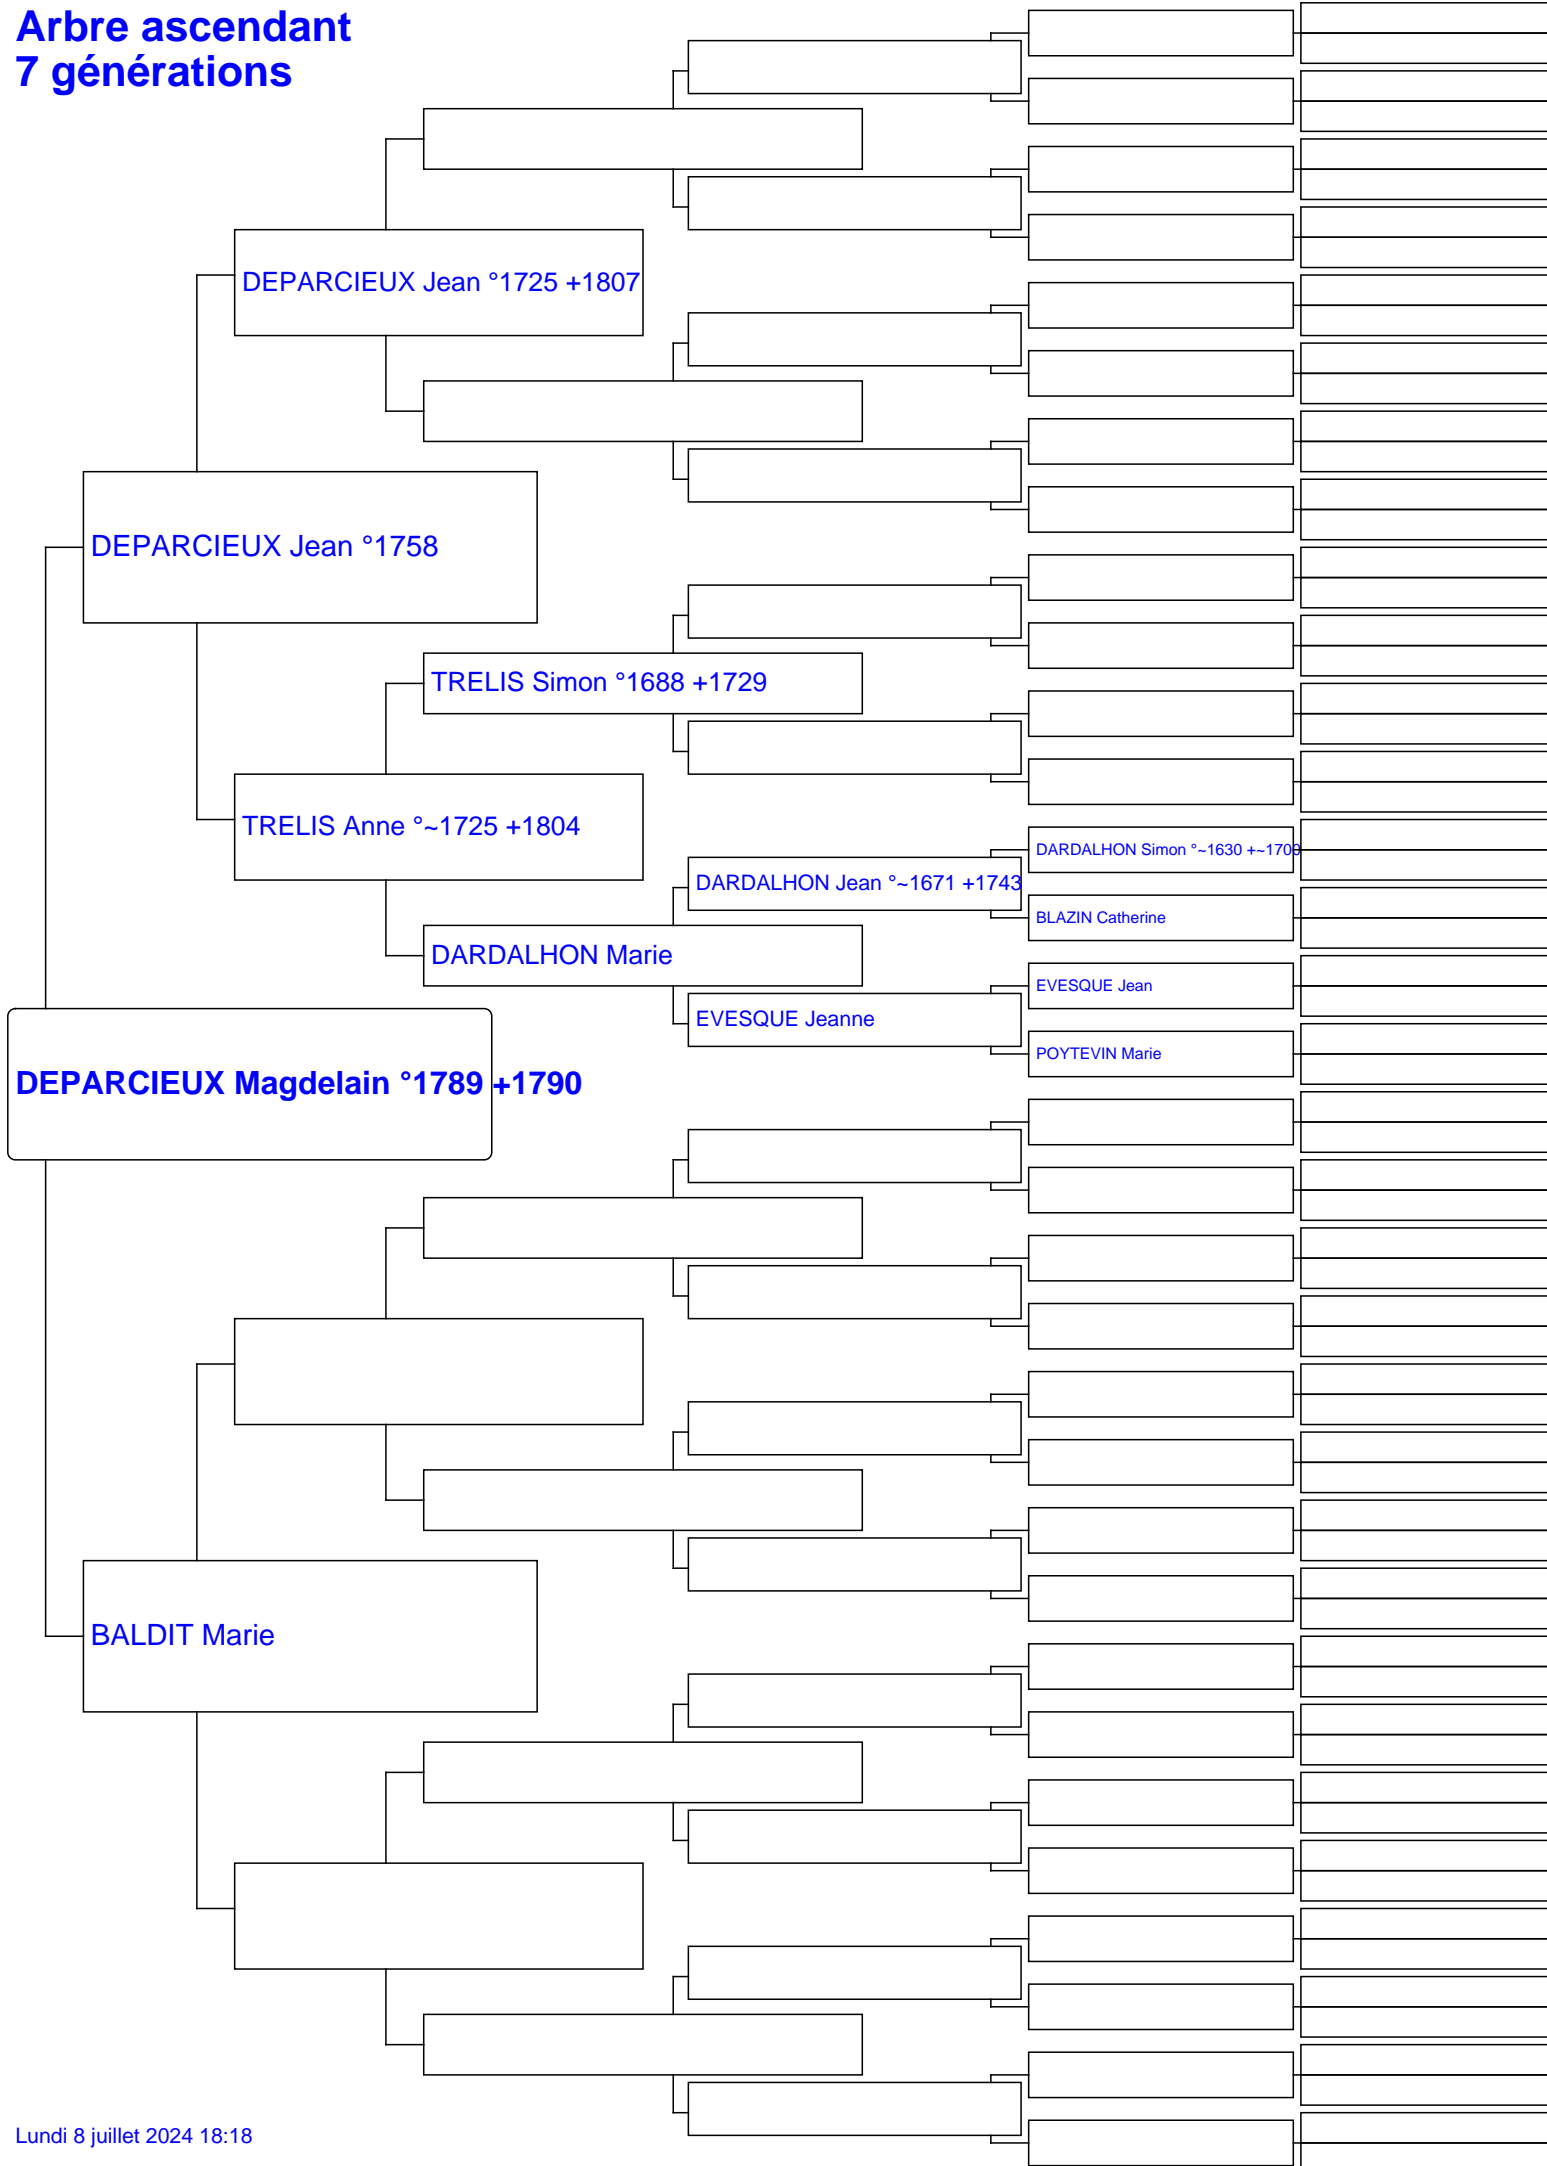 Arbre ascendant
7 générations
DEPARCIEUX Jean °1725 +1807
DEPARCIEUX Jean °1758
TRELIS Simon °1688 +1729
TRELIS Anne °~1725 +1804
DARDALHON Simon °~1630 +~1709
DARDALHON Jean °~1671 +1743
BLAZIN Catherine
DARDALHON Marie
EVESQUE Jean
EVESQUE Jeanne
POYTEVIN Marie
DEPARCIEUX Magdelain °1789 +1790
BALDIT Marie
Lundi 8 juillet 2024 18:18